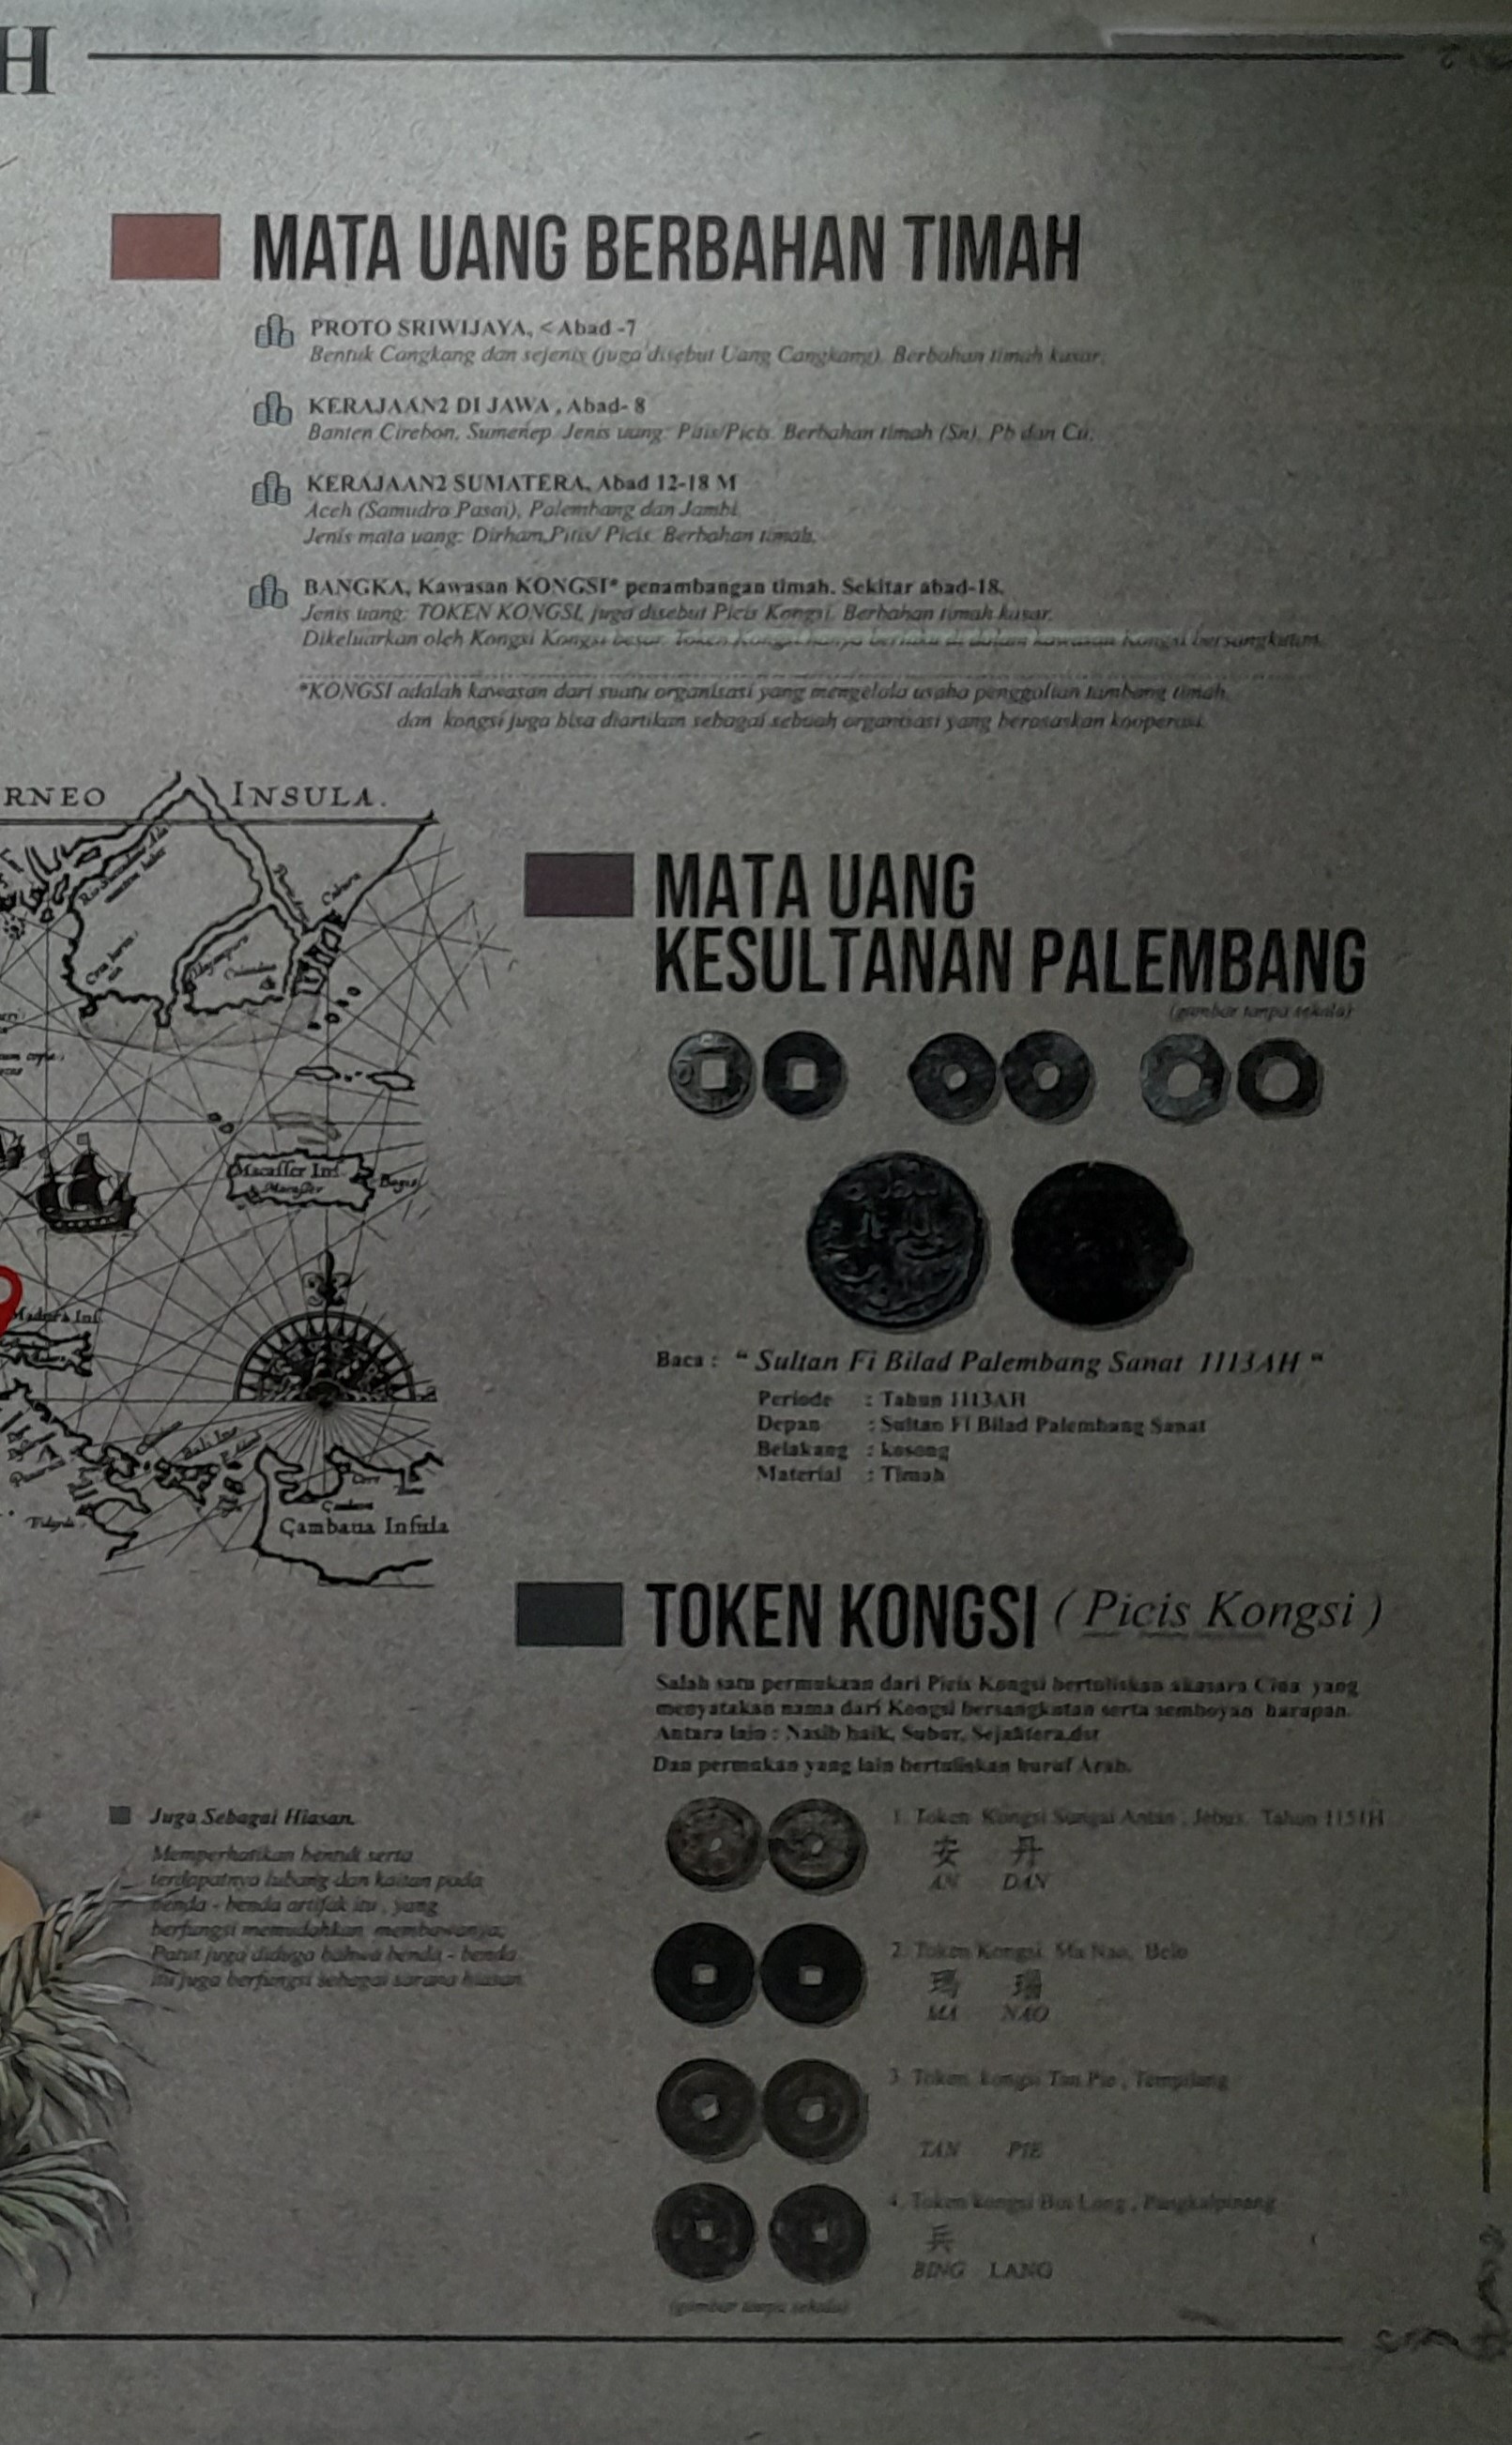 H
MATA UANG BERBAHAN TIMAH
PROTO SRIWIJAYA, < Abad -7
Bentuk Cangkang dan sejenis (juga disebut Uang Cangkang). Berbahan timah kasar.
KERAJAAN2 DI JAWA , Abad- 8
Banten Cirebon, Sumenep. Jenis uang: Pitis/Picis. Berbahan timah (Sn), Pb dan Cu.
KERAJAAN2 SUMATERA, Abad 12-18 M
Aceh (Samudra Pasai), Palembang dan Jambi.
Jenis mata uang: Dirham,Pitis/ Picis. Berbahan timah.
BANGKA, Kawasan KONGSI* penambangan timah. Sekitar abad-18.
Jenis uang: TOKEN KONGSI, juga disebut Picis Kongsi. Berbahan timah kasar.
Dikeluarkan oleh Kongsi Kongsi besar. Token Kongsi hanya berlaku di dalam kawasan Kongsi bersangkutan.
*KONGSI adalah kawasan dari suatu organisasi yang mengelola usaha penggalian tambang timah,
dan kongsi juga bisa diartikan sebagai sebuah organisasi yang berasaskan kooperasi.
RNEO INSULA.
MATA UANG
KESULTANAN PALEMBANG
(gambar tanpa sekala)
Macasser Inf.
Macasser
Madura Inf.
Baca : “ Sultan Fi Bilad Palembang Sanat 1113AH “
Periode : Tahun 1113AH
Depan : Sultan Fi Bilad Palembang Sanat
Belakang : kosong
Material : Timah
Cambaua Insula
TOKEN KONGSI ( Picis Kongsi )
Salah satu permukaan dari Picis Kongsi bertuliskan akasara Cina yang
menyatakan nama dari Kongsi bersangkutan serta semboyan harapan.
Antara lain : Nasib baik, Subur, Sejahtera,dst
Dan permukan yang lain bertuliskan huruf Arab.
Juga Sebagai Hiasan.
Memperhatikan bentuk serta
terdapatnya lubang dan kaitan pada
benda - benda artifak itu , yang
berfungsi memudahkan membawanya,
Patut juga diduga bahwa benda - benda
itu juga berfungsi sebagai sarana hiasan
1. Token Kongsi Sungai Antan , Jebus. Tahun 1151H
安 丹
AN DAN
2. Token Kongsi Ma Nao, Belo
瑪 瑙
MA NAO
3. Token kongsi Tan Pie , Tempilang
TAN PIE
4. Token kongsi Bin Lang , Pangkalpinang
兵
BING LANG
(gambar tanpa sekala)